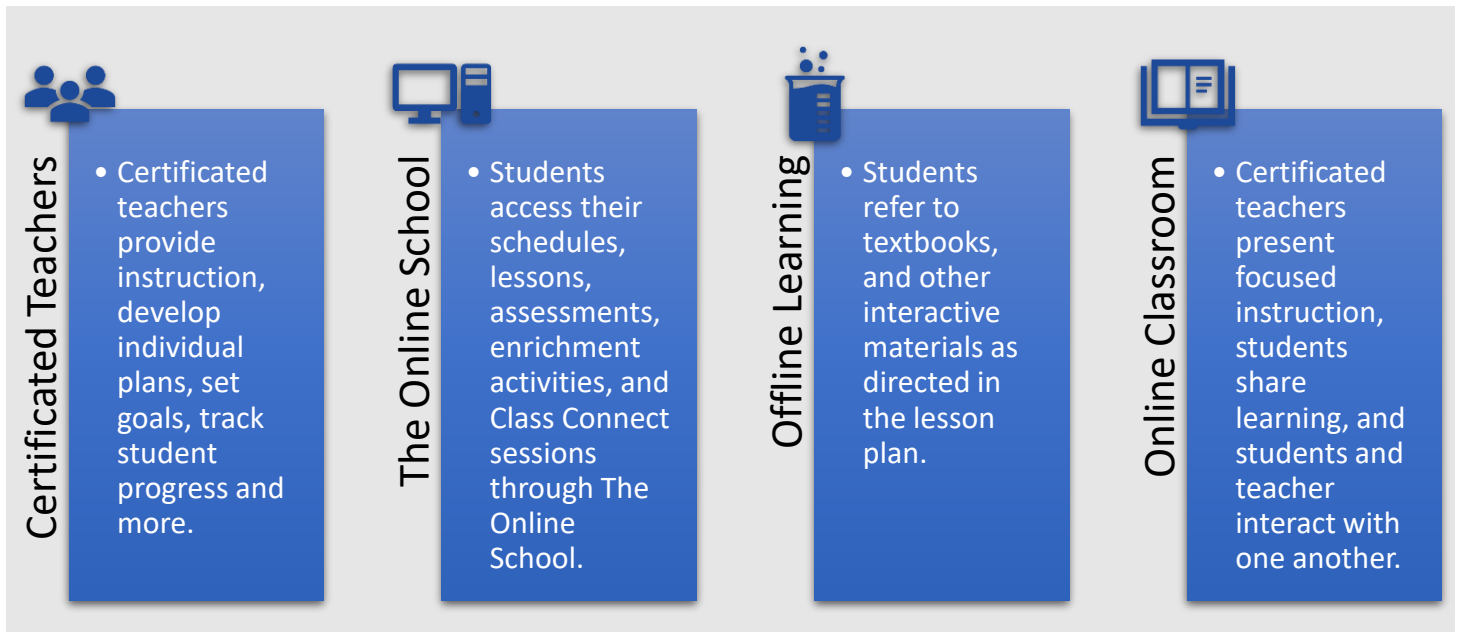 Certificated Teachers
• Certificated
teachers
provide
instruction,
develop
individual
plans, set
goals, track
student
progress and
more.
The Online School
• Students
access their
schedules,
lessons,
assessments,
enrichment
activities, and
Class Connect
sessions
through The
Online
School.
Offline Learning
• Students
refer to
textbooks,
and other
interactive
materials as
directed in
the lesson
plan.
Online Classroom
• Certificated
teachers
present
focused
instruction,
students
share
learning, and
students and
teacher
interact with
one another.